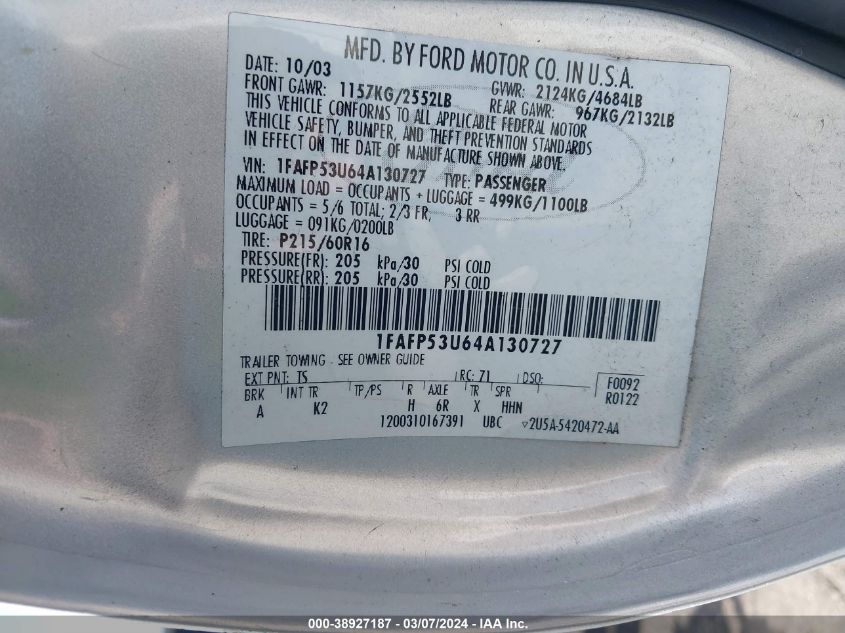 MFD. BY FORD MOTOR CO. IN U.S.A.
DATE: 10/03 GVWR: 2124KG/4684LB
FRONT GAWR: 1157KG/2552LB REAR GAWR: 967KG/2132LB
THIS VEHICLE CONFORMS TO ALL APPLICABLE FEDERAL MOTOR
VEHICLE SAFETY, BUMPER, AND THEFT PREVENTION STANDARDS
IN EFFECT ON THE DATE OF MANUFACTURE SHOWN ABOVE.
VIN: 1FAFP53U64A130727 TYPE: PASSENGER
MAXIMUM LOAD = OCCUPANTS + LUGGAGE = 499KG/1100LB
OCCUPANTS = 5/6 TOTAL; 2/3 FR, 3 RR
LUGGAGE = 091KG/0200LB
TIRE: P215/60R16
PRESSURE(FR): 205 kPa/30 PSI COLD
PRESSURE(RR): 205 kPa/30 PSI COLD
1FAFP53U64A130727
TRAILER TOWING - SEE OWNER GUIDE
EXT PNT: TS RC: 71 DSO: F0092
BRK INT TR TP/PS R AXLE TR SPR R0122
A K2 H 6R X HHN
1200310167391 UBC ▽2U5A-5420472-AA
000-38927187 - 03/07/2024 - IAA Inc.